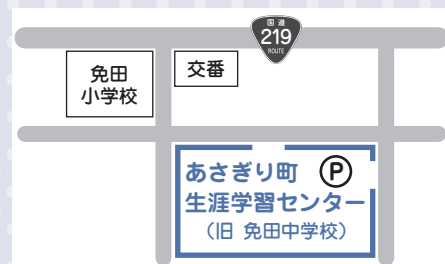 国道
219
ROUTE
交番
免田
小学校
あさぎり町 P
生涯学習センター
（旧 免田中学校）